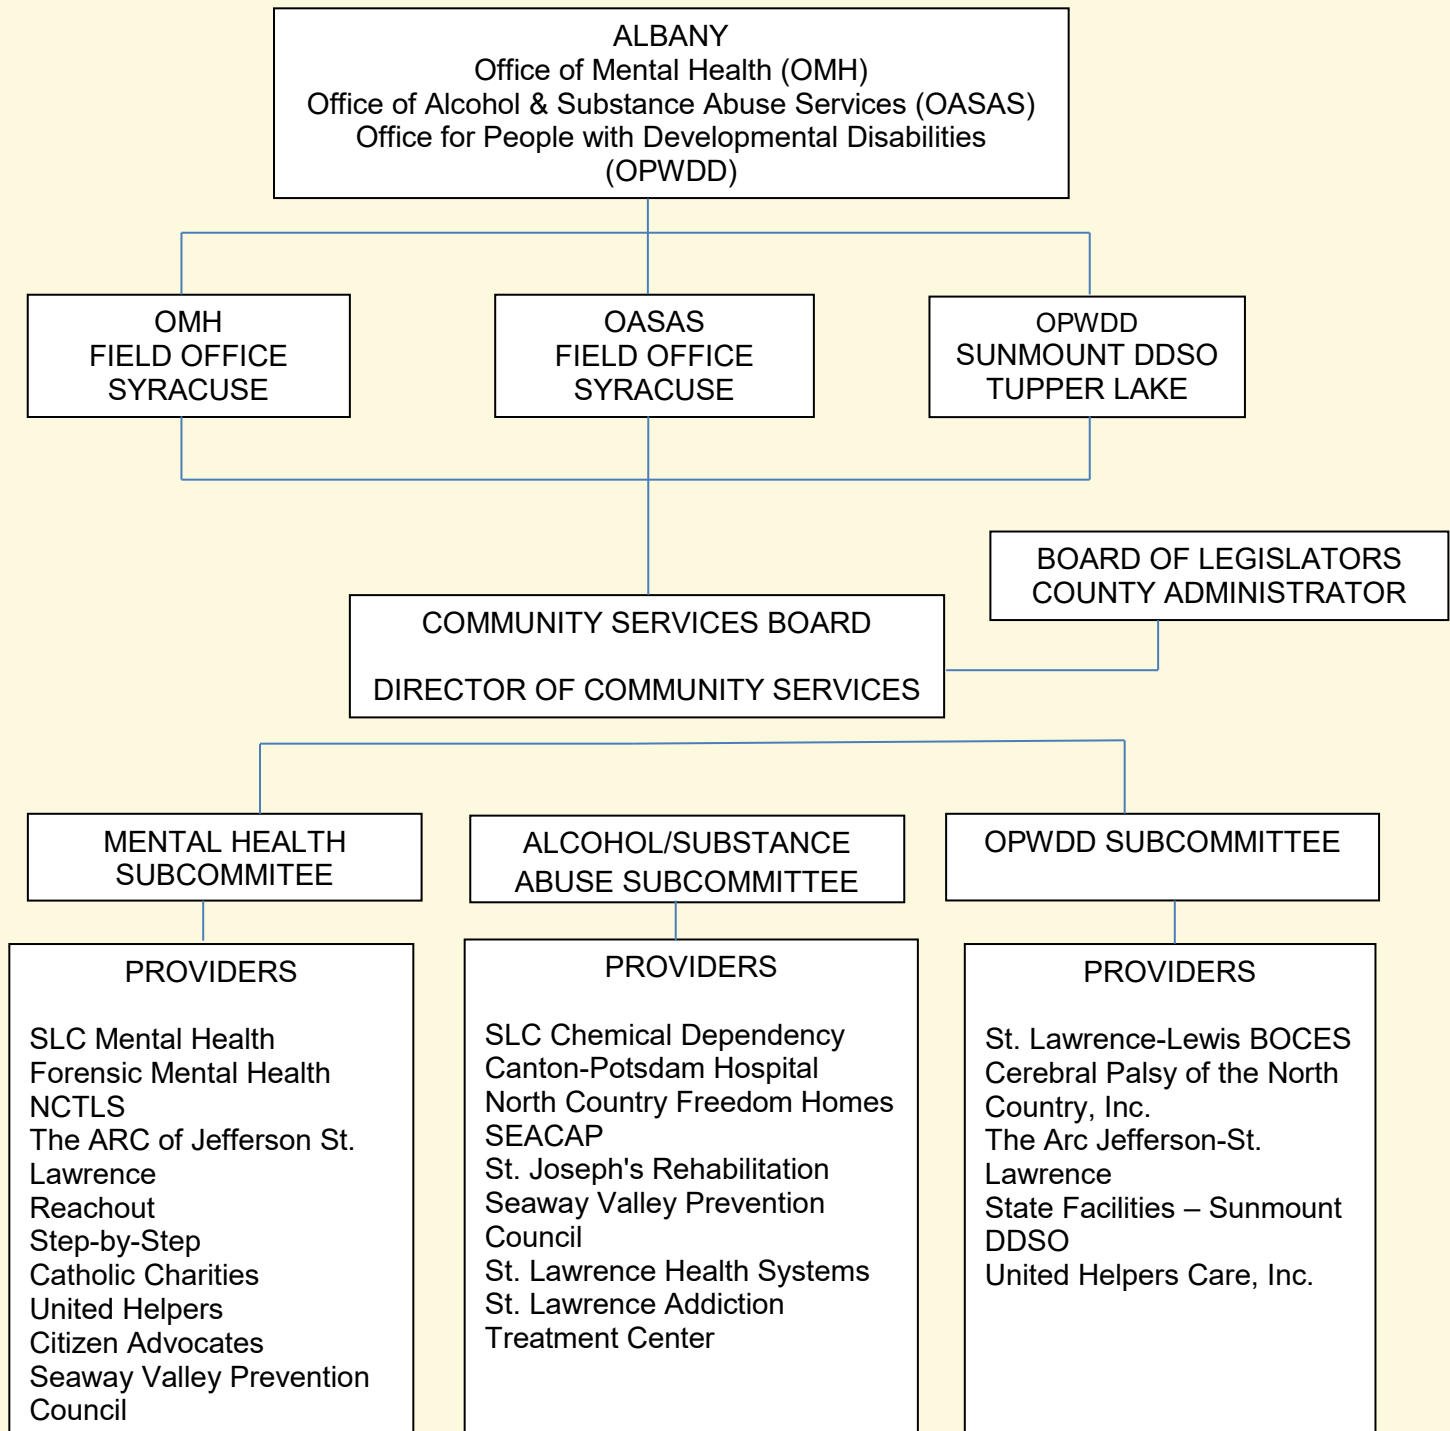 ALBANY
Office of Mental Health (OMH)
Office of Alcohol & Substance Abuse Services (OASAS)
Office for People with Developmental Disabilities
(OPWDD)
OMH
FIELD OFFICE
SYRACUSE
OASAS
FIELD OFFICE
SYRACUSE
OPWDD
SUNMOUNT DDSO
TUPPER LAKE
BOARD OF LEGISLATORS
COUNTY ADMINISTRATOR
COMMUNITY SERVICES BOARD
DIRECTOR OF COMMUNITY SERVICES
MENTAL HEALTH
SUBCOMMITEE
ALCOHOL/SUBSTANCE
ABUSE SUBCOMMITTEE
OPWDD SUBCOMMITTEE
PROVIDERS
SLC Mental Health
Forensic Mental Health
NCTLS
The ARC of Jefferson St.
Lawrence
Reachout
Step-by-Step
Catholic Charities
United Helpers
Citizen Advocates
Seaway Valley Prevention
Council
PROVIDERS
SLC Chemical Dependency
Canton-Potsdam Hospital
North Country Freedom Homes
SEACAP
St. Joseph's Rehabilitation
Seaway Valley Prevention
Council
St. Lawrence Health Systems
St. Lawrence Addiction
Treatment Center
PROVIDERS
St. Lawrence-Lewis BOCES
Cerebral Palsy of the North
Country, Inc.
The Arc Jefferson-St.
Lawrence
State Facilities – Sunmount
DDSO
United Helpers Care, Inc.